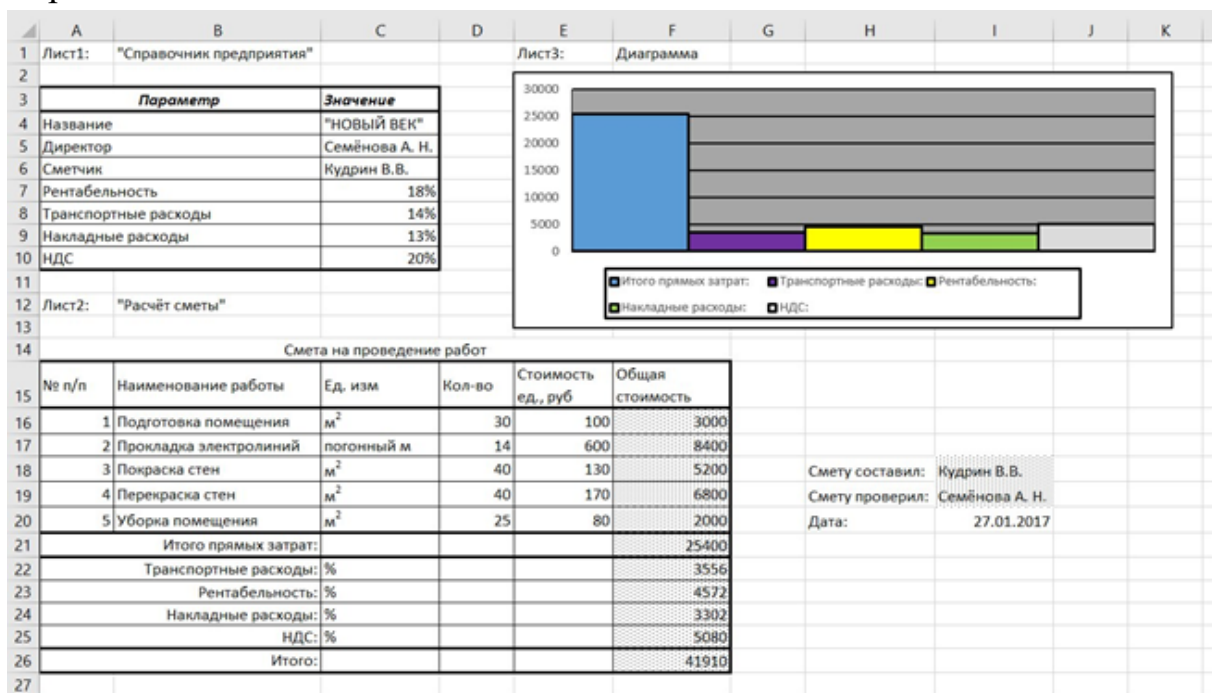 A B C D E F G H I J K
1 Лист1: "Справочник предприятия" Лист3: Диаграмма
2
3 Параметр Значение
4 Название "НОВЫЙ ВЕК"
5 Директор Семёнова А. Н.
6 Сметчик Кудрин В.В.
7 Рентабельность 18%
8 Транспортные расходы 14%
9 Накладные расходы 13%
10 НДС 20%
30000
25000
20000
15000
10000
5000
0
Итого прямых затрат: Транспортные расходы: Рентабельность:
Накладные расходы: НДС:
11
12 Лист2: "Расчёт сметы"
13
14 Смета на проведение работ
15 № п/п Наименование работы Ед. изм Кол-во Стоимость ед., руб Общая стоимость
16 1 Подготовка помещения м² 30 100 3000
17 2 Прокладка электролиний погонный м 14 600 8400
18 3 Покраска стен м² 40 130 5200 Смету составил: Кудрин В.В.
19 4 Перекраска стен м² 40 170 6800 Смету проверил: Семёнова А. Н.
20 5 Уборка помещения м² 25 80 2000 Дата: 27.01.2017
21 Итого прямых затрат: 25400
22 Транспортные расходы: % 3556
23 Рентабельность: % 4572
24 Накладные расходы: % 3302
25 НДС: % 5080
26 Итого: 41910
27